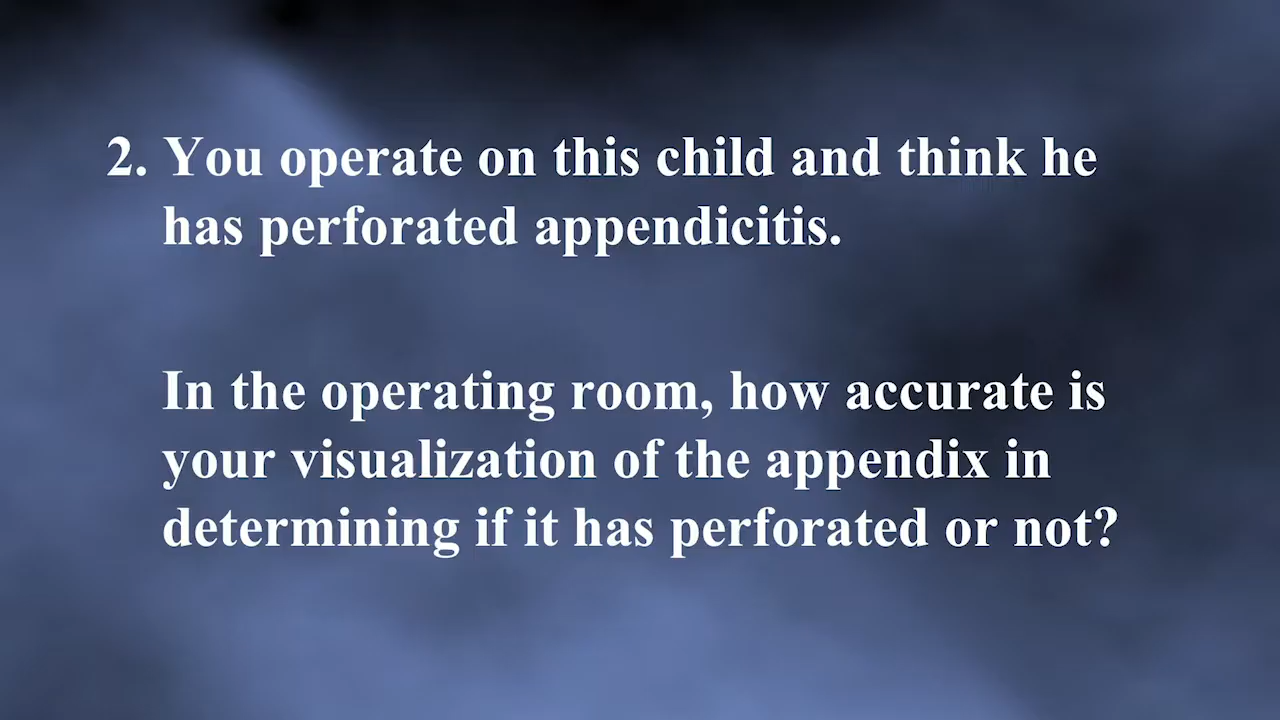 2. You operate on this child and think he
has perforated appendicitis.
In the operating room, how accurate is
your visualization of the appendix in
determining if it has perforated or not?